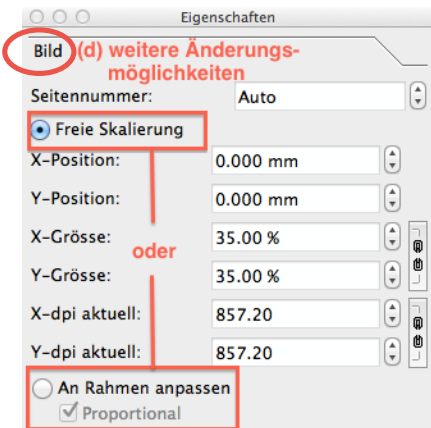 Eigenschaften
Bild (d) weitere Änderungs-
möglichkeiten
Seitennummer: Auto
Freie Skalierung
X-Position: 0.000 mm
Y-Position: 0.000 mm
X-Grösse: 35.00 %
oder
Y-Grösse: 35.00 %
X-dpi aktuell: 857.20
Y-dpi aktuell: 857.20
An Rahmen anpassen
Proportional